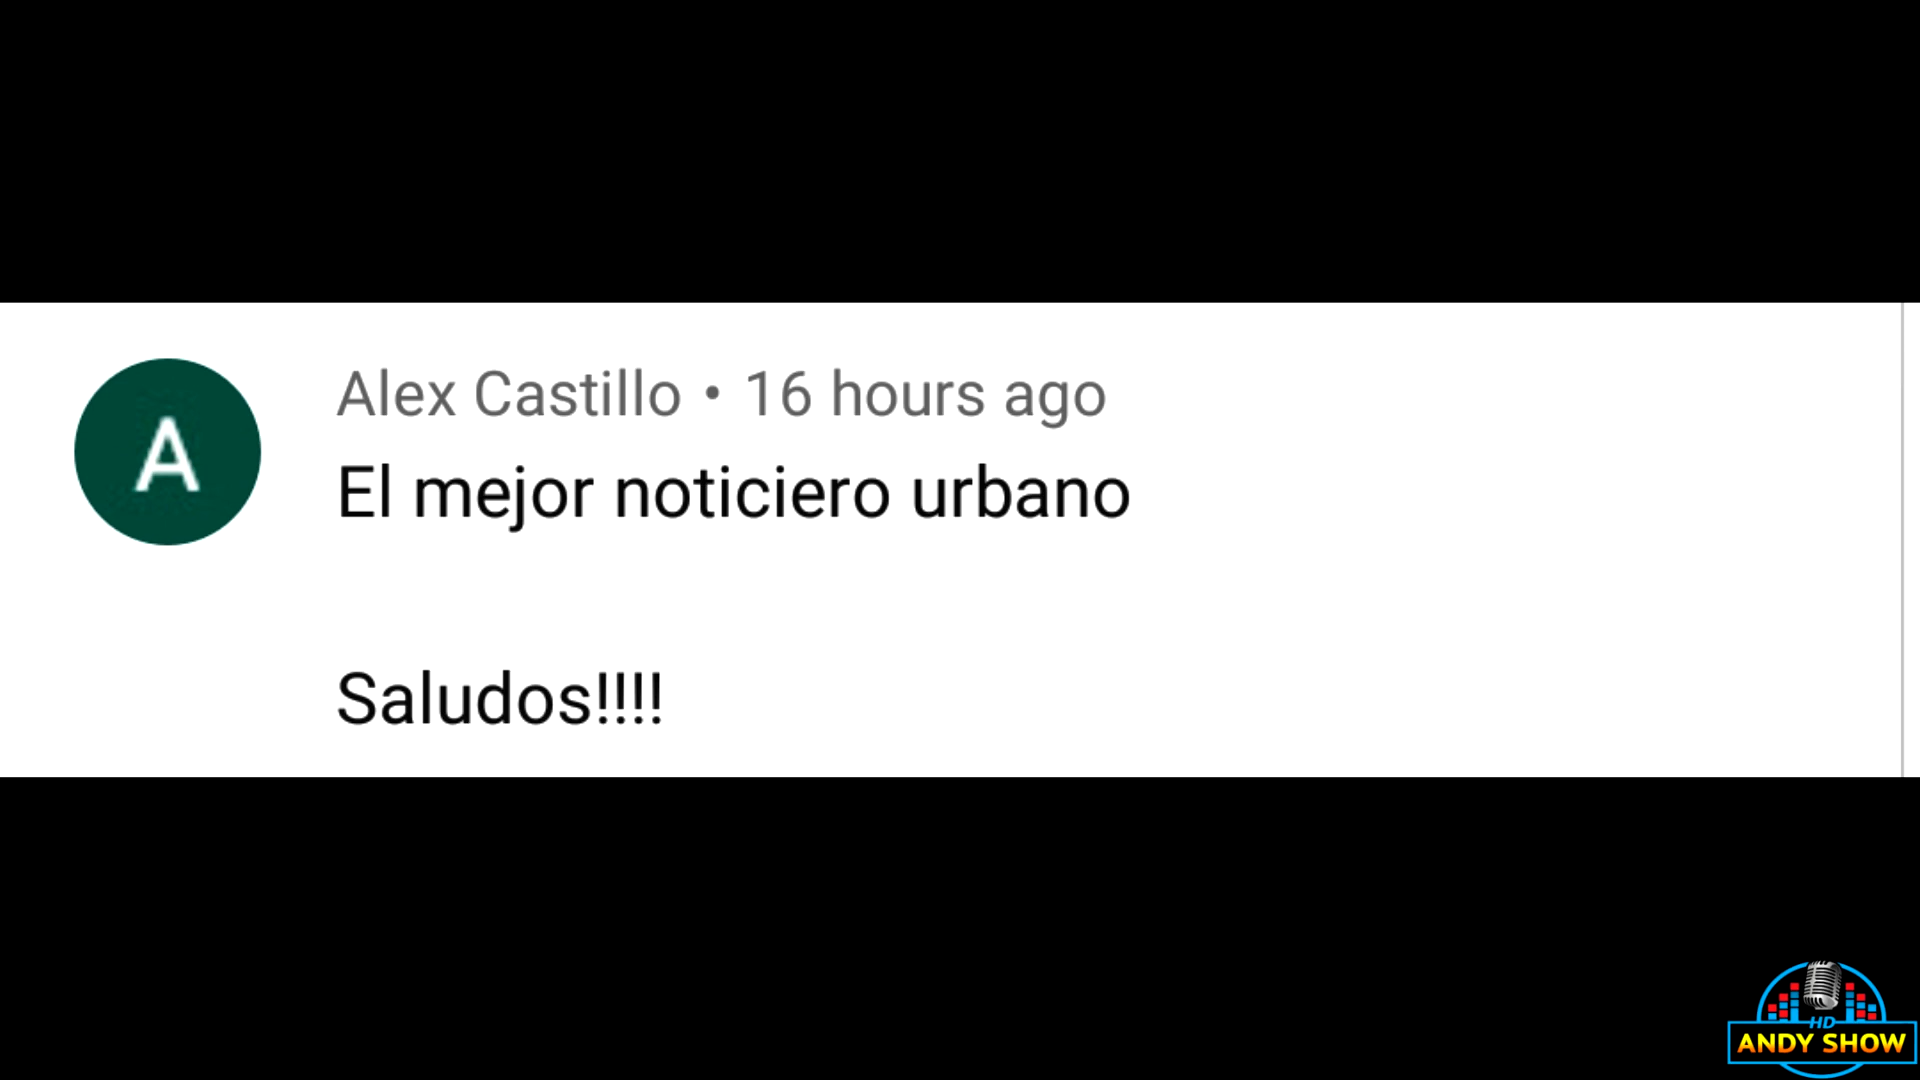 A
Alex Castillo • 16 hours ago
El mejor noticiero urbano
Saludos!!!!
HD
ANDY SHOW